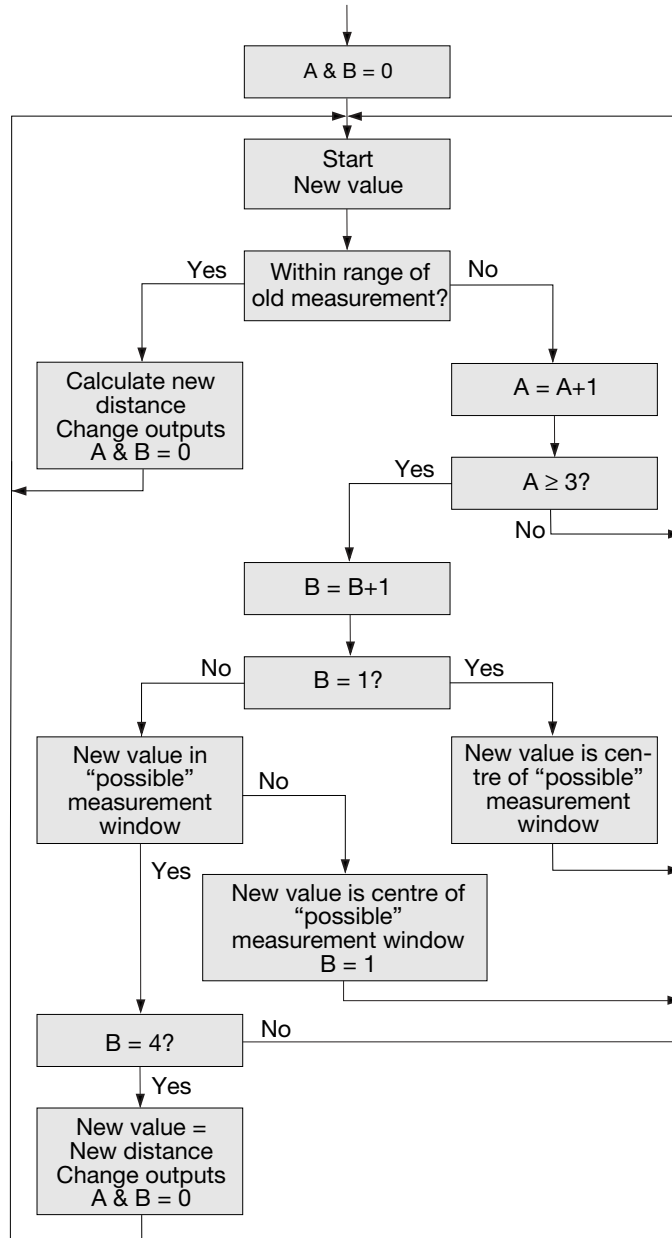 A & B = 0
Start
New value
Within range of
old measurement?
Yes
No
Calculate new
distance
Change outputs
A & B = 0
A = A+1
A ≥ 3?
Yes
No
B = B+1
B = 1?
No
Yes
New value in
“possible”
measurement
window
No
Yes
New value is cen-
tre of “possible”
measurement
window
New value is centre of
“possible”
measurement window
B = 1
B = 4?
No
Yes
New value =
New distance
Change outputs
A & B = 0